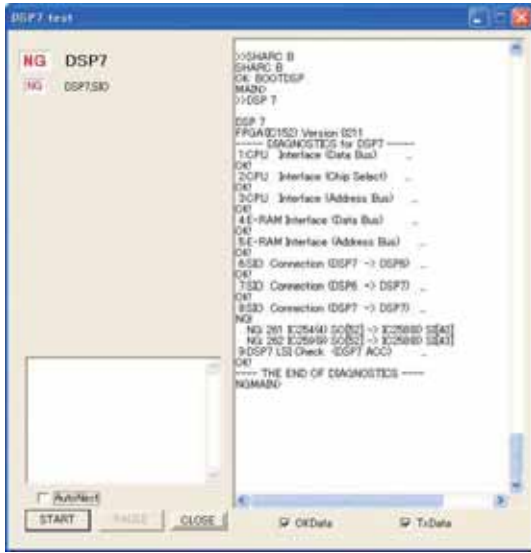 DSP7 test
NG DSP7
NG DSP7,SIO
>>SHARC B
SHARC B
OK BOOTDSP
MAIN>
>>DSP 7
DSP 7
FPGA(IC152) Version 0211
----- DIAGNOSTICS for DSP7 -----
1:CPU Interface (Data Bus) ..
OK!
2:CPU Interface (Chip Select) ..
OK!
3:CPU Interface (Address Bus) ..
OK!
4:E-RAM Interface (Data Bus) ..
OK!
5:E-RAM Interface (Address Bus) ..
OK!
6:SIO Connection (DSP7 -> DSP6) ..
OK!
7:SIO Connection (DSP6 -> DSP7) ..
OK!
8:SIO Connection (DSP7 -> DSP7) ..
NG!
NG 261
NG 262
9:DSP7 LSI Check (DSP7 ACC) ..
OK!
---- THE END OF DIAGNOSTICS ----
NGMAIN>
AutoNext
START PAUSE CLOSE OKData TxData